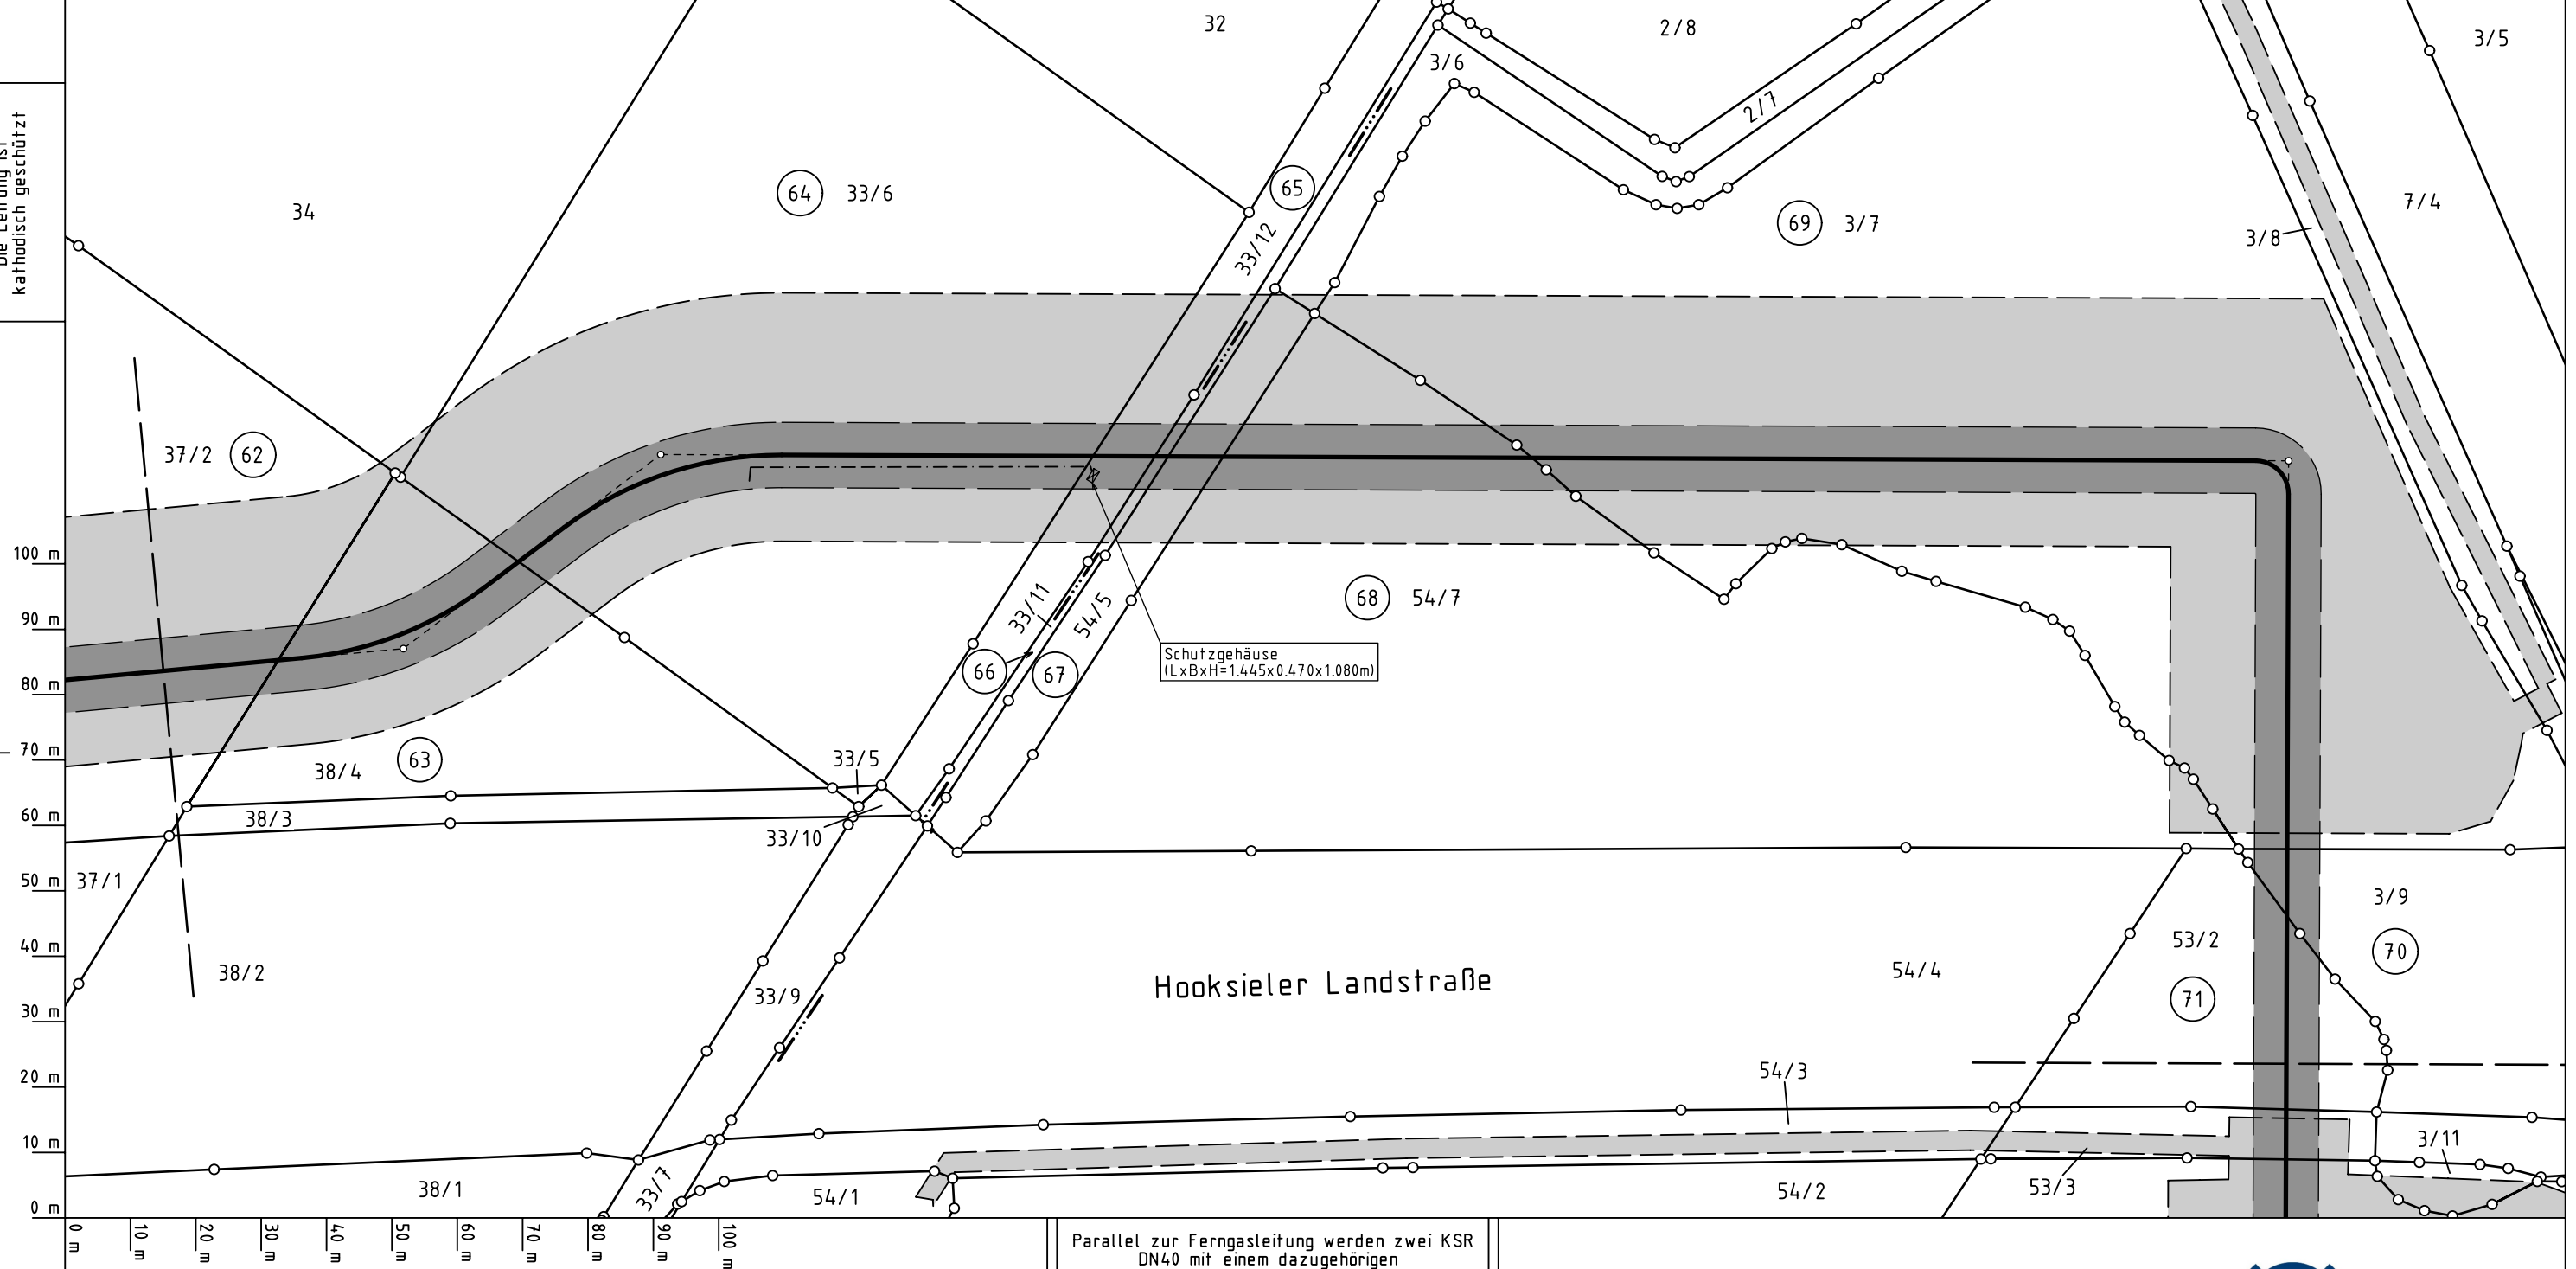 32
2/8
3/5
3/6
2/7
kathodisch geschützt
34
64 33/6
65
33/12
69 3/7
3/8
7/4
37/2 62
100 m
90 m
80 m
70 m
60 m
50 m
40 m
30 m
20 m
10 m
0 m
33/11
54/5
68 54/7
66
67
Schutzgehäuse
(LxBxH=1.445x0.470x1.080m)
63
38/4
33/5
38/3
33/10
37/1
38/2
3/9
53/2
70
54/4
71
Hooksieler Landstraße
33/9
54/3
3/11
38/1
33/7
54/1
54/2
53/3
0 m
10 m
20 m
30 m
40 m
50 m
60 m
70 m
80 m
90 m
100 m
Parallel zur Ferngasleitung werden zwei KSR
DN40 mit einem dazugehörigen